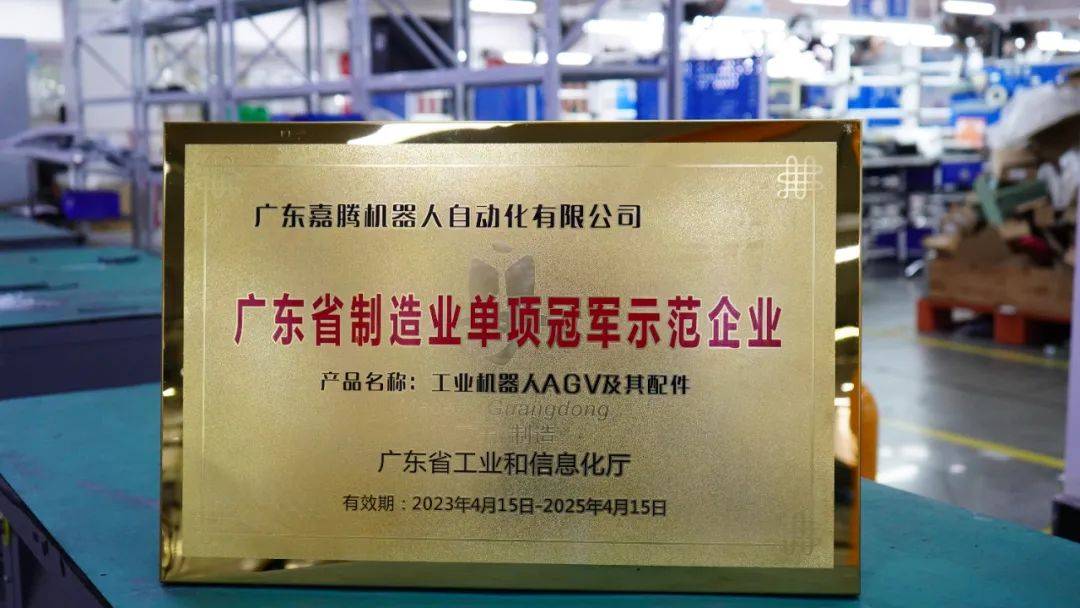 广东嘉腾机器人自动化有限公司
广东省制造业单项冠军示范企业
产品名称：工业机器人AGV及其配件
Guangdong
制造
广东省工业和信息化厅
有效期：2023年4月15日-2025年4月15日